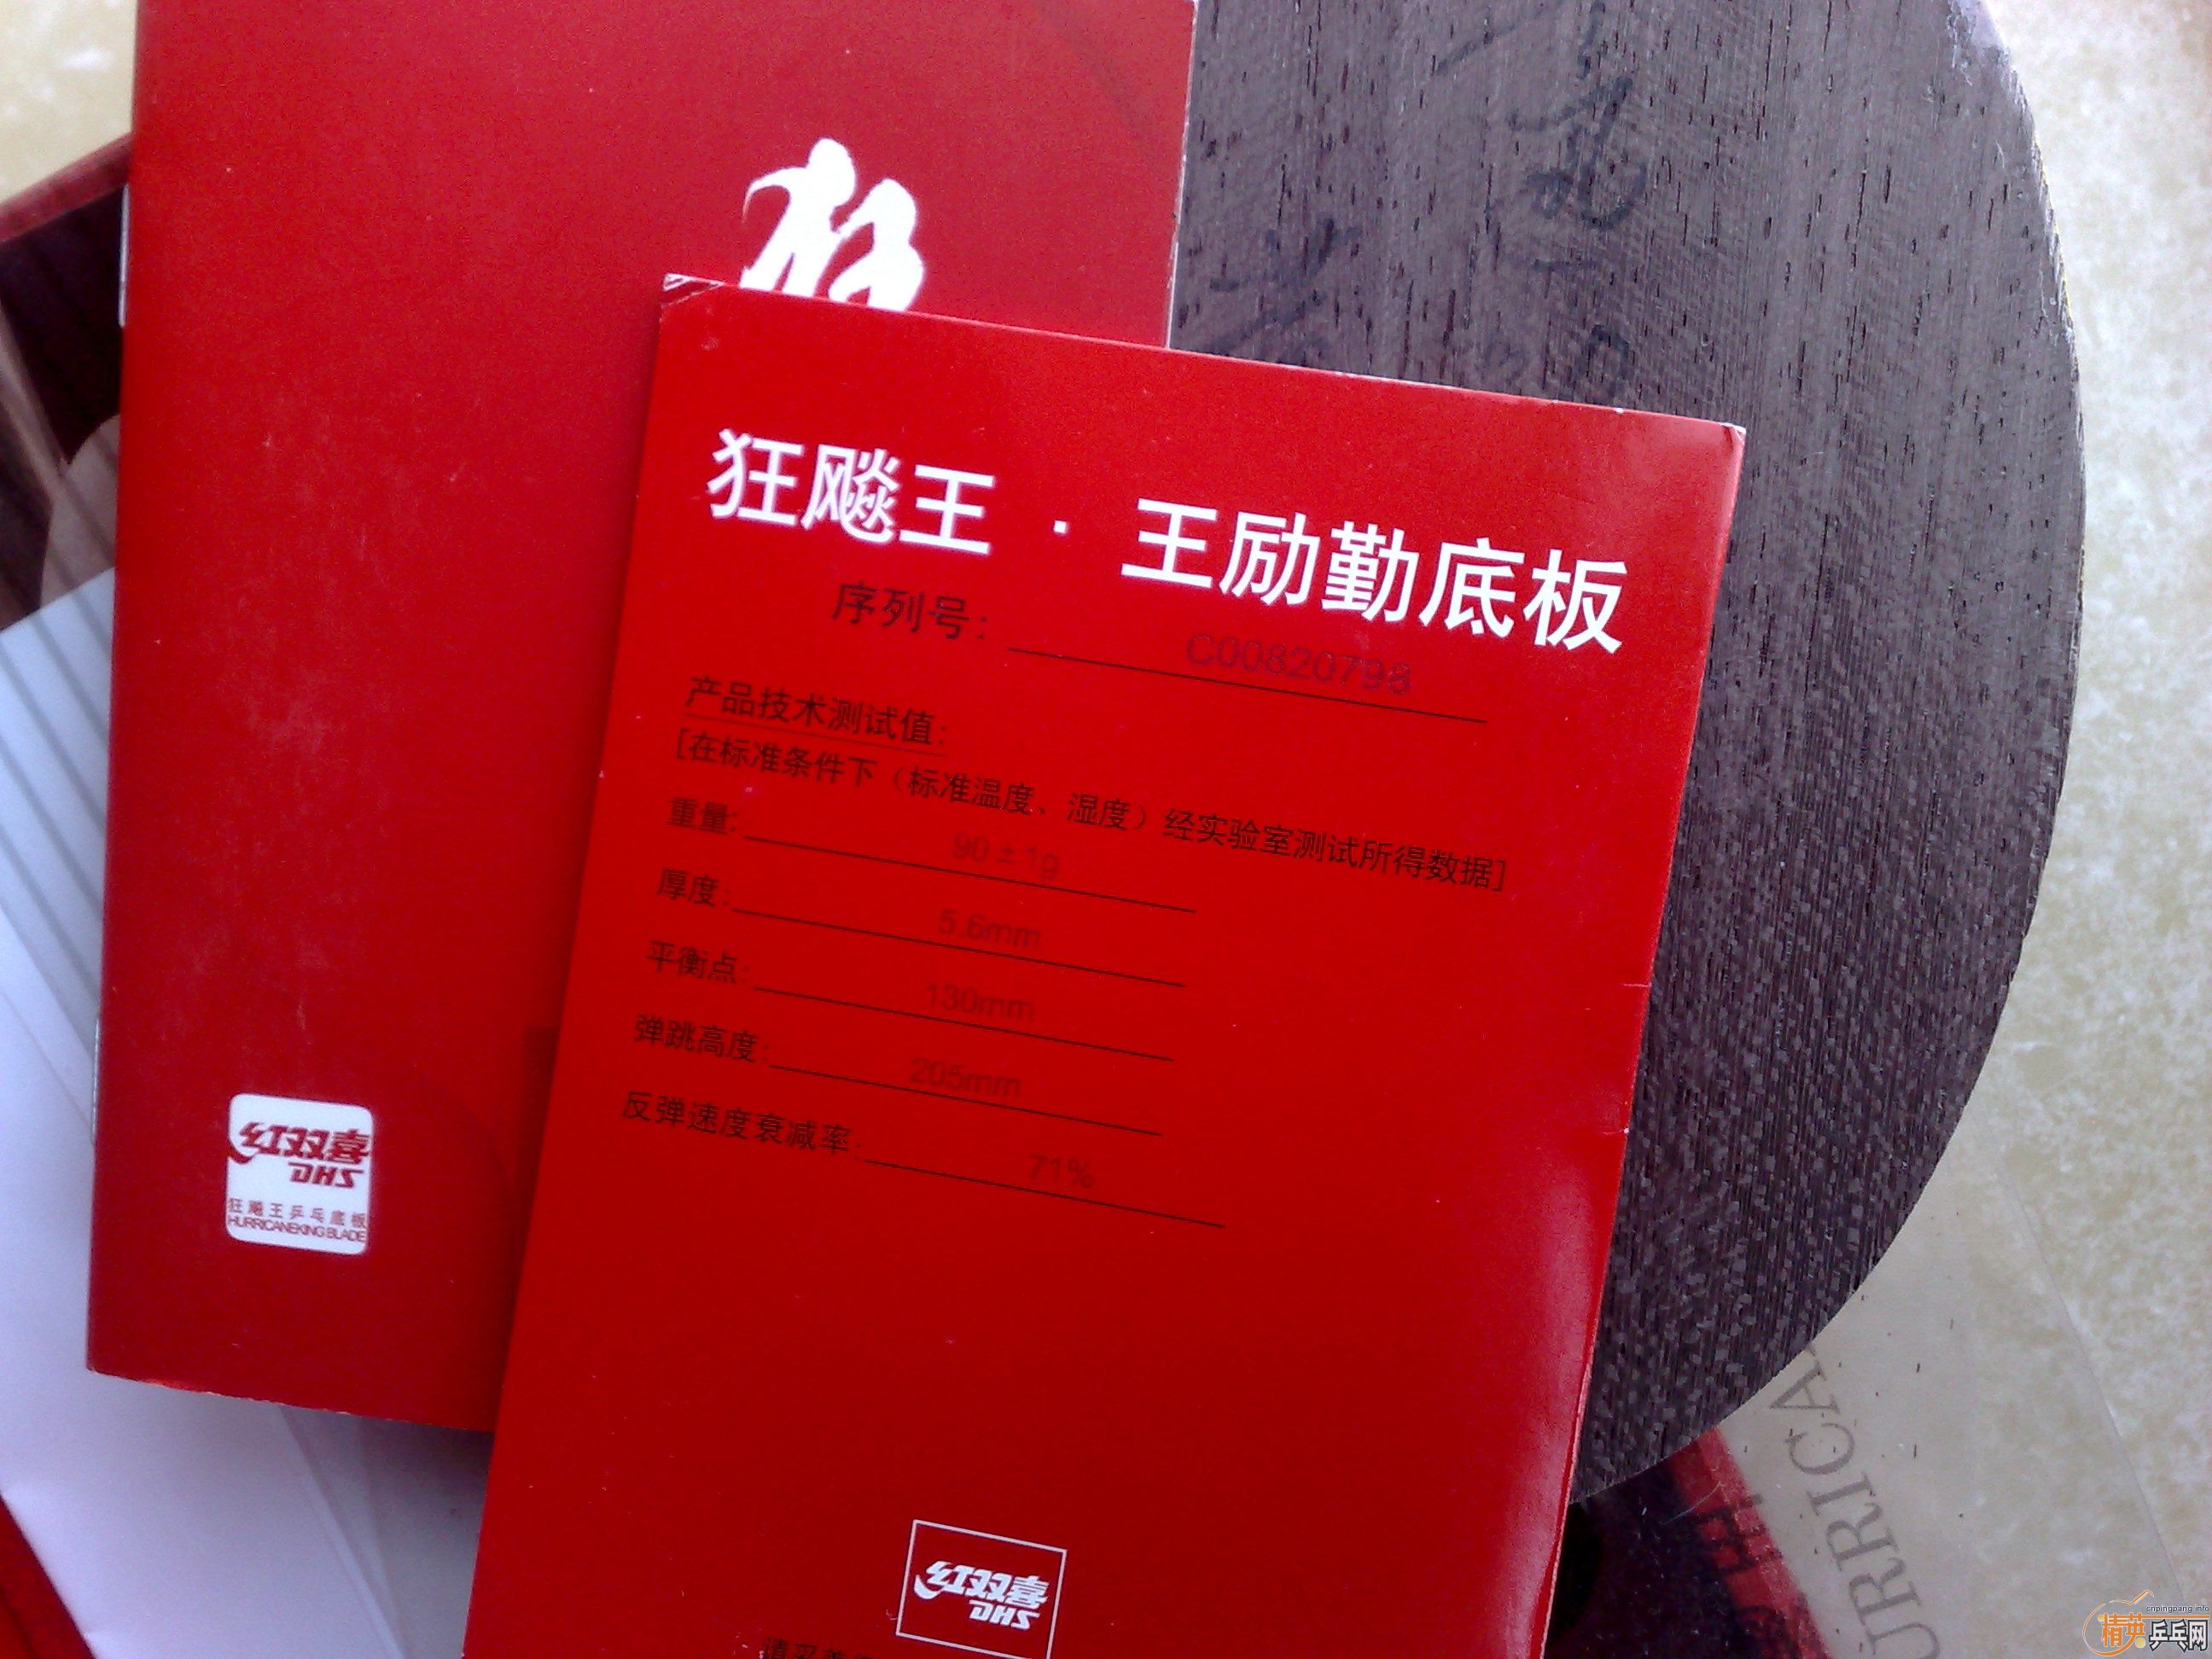 狂
狂飚王 · 王励勤底板
序列号: C00820798
产品技术测试值:
[在标准条件下（标准温度、湿度）经实验室测试所得数据]
重量: 90±1g
厚度: 5.6mm
平衡点: 130mm
弹跳高度: 205mm
反弹速度衰减率: 71%
红双喜
DHS
狂飚王乒乓底板
HURRICANEKING BLADE
红双喜
DHS
URRICA
cnpingpang.info
精英乒乓网